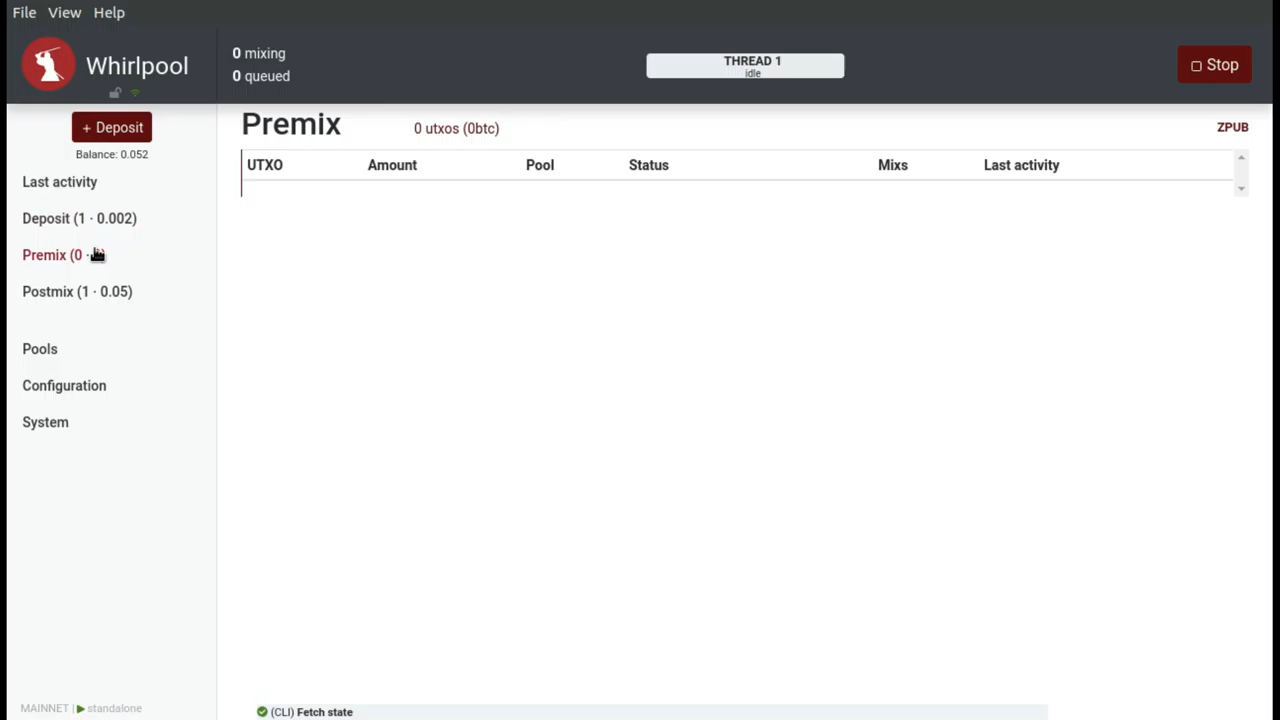 File View Help
Whirlpool
0 mixing
0 queued
THREAD 1
idle
Stop
+ Deposit
Balance: 0.052
Last activity
Deposit (1 · 0.002)
Premix (0 ·
Postmix (1 · 0.05)
Pools
Configuration
System
MAINNET | standalone
Premix 0 utxos (0btc) ZPUB
UTXO Amount Pool Status Mixs Last activity
(CLI) Fetch state